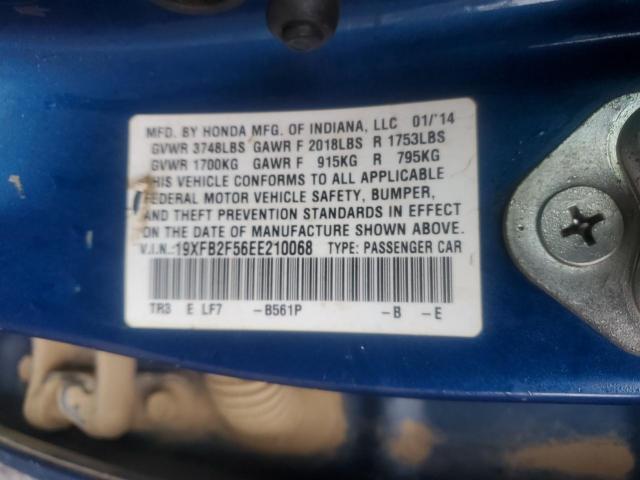 MFD. BY HONDA MFG. OF INDIANA, LLC 01/'14
GVWR 3748LBS GAWR F 2018LBS R 1753LBS
GVWR 1700KG GAWR F 915KG R 795KG
THIS VEHICLE CONFORMS TO ALL APPLICABLE
FEDERAL MOTOR VEHICLE SAFETY, BUMPER,
AND THEFT PREVENTION STANDARDS IN EFFECT
ON THE DATE OF MANUFACTURE SHOWN ABOVE.
V.I.N.:19XFB2F56EE210068 TYPE: PASSENGER CAR
TR3 E LF7 -B561P -B -E